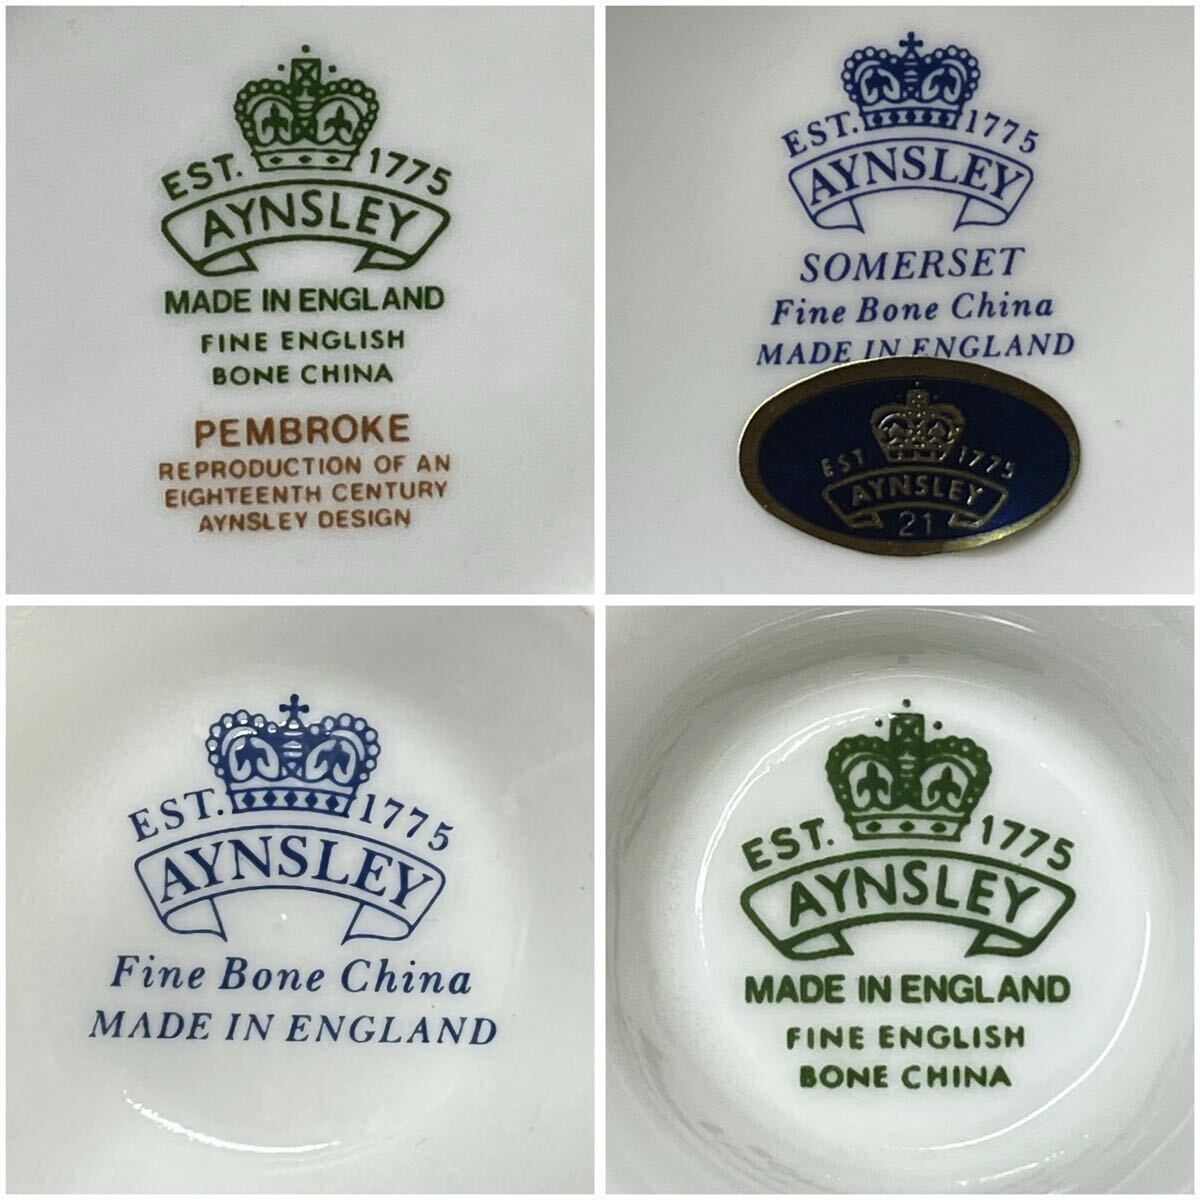 EST. 1775
AYNSLEY
MADE IN ENGLAND
FINE ENGLISH
BONE CHINA
PEMBROKE
REPRODUCTION OF AN
EIGHTEENTH CENTURY
AYNSLEY DESIGN
EST. 1775
AYNSLEY
SOMERSET
Fine Bone China
MADE IN ENGLAND
EST 1775
AYNSLEY
21
EST. 1775
AYNSLEY
Fine Bone China
MADE IN ENGLAND
EST. 1775
AYNSLEY
MADE IN ENGLAND
FINE ENGLISH
BONE CHINA